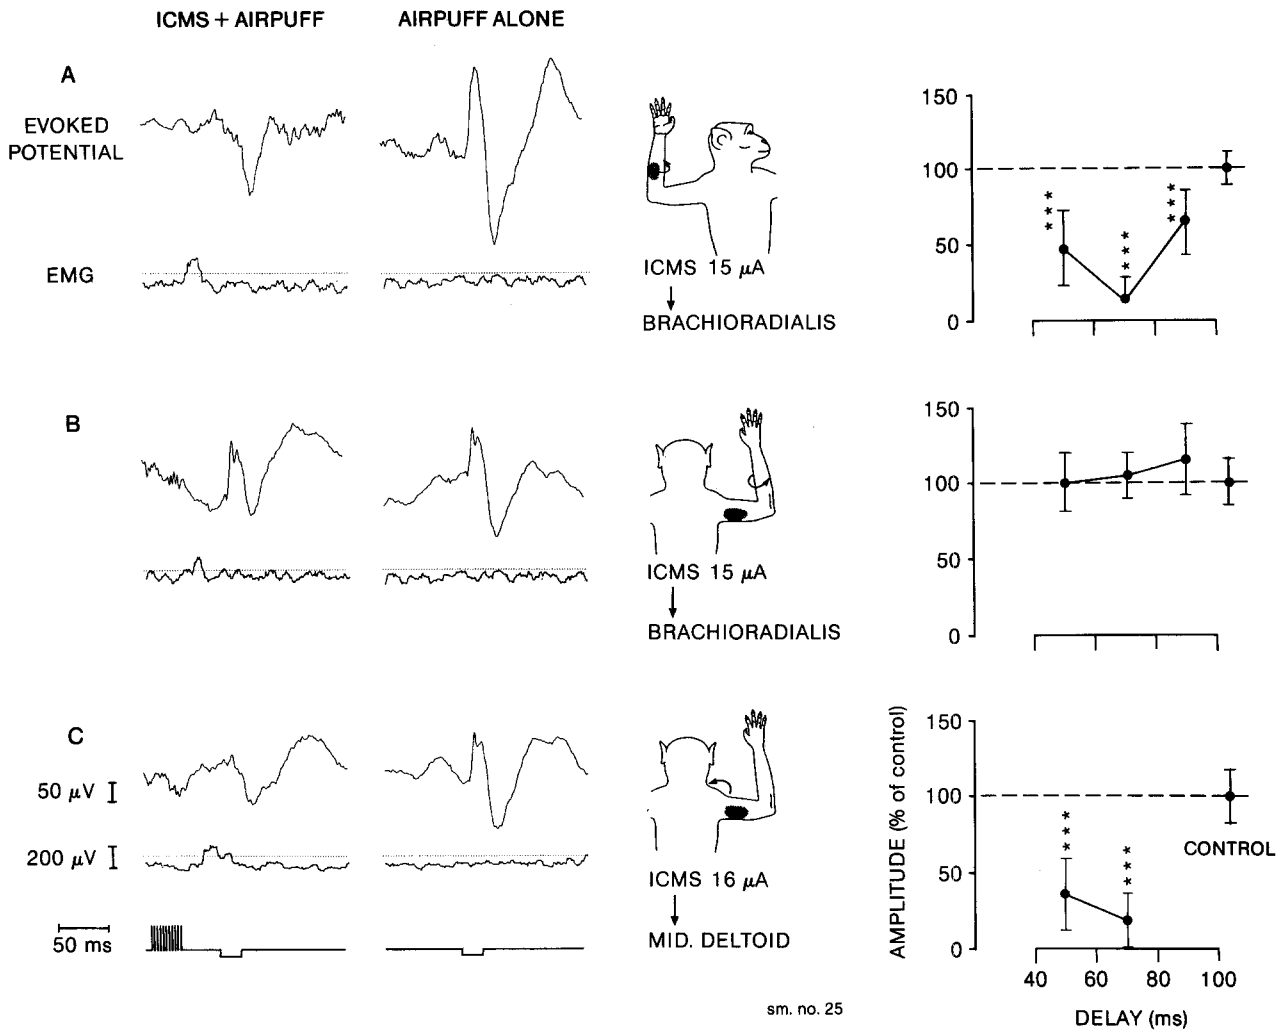 ICMS + AIRPUFF
AIRPUFF ALONE
A
EVOKED
POTENTIAL
EMG
ICMS 15 µA
BRACHIORADIALIS
150
100
50
0
***
***
***
B
ICMS 15 µA
BRACHIORADIALIS
150
100
50
0
C
50 µV
200 µV
50 ms
ICMS 16 µA
MID. DELTOID
sm. no. 25
AMPLITUDE (% of control)
150
100
50
0
***
***
CONTROL
40 60 80 100
DELAY (ms)